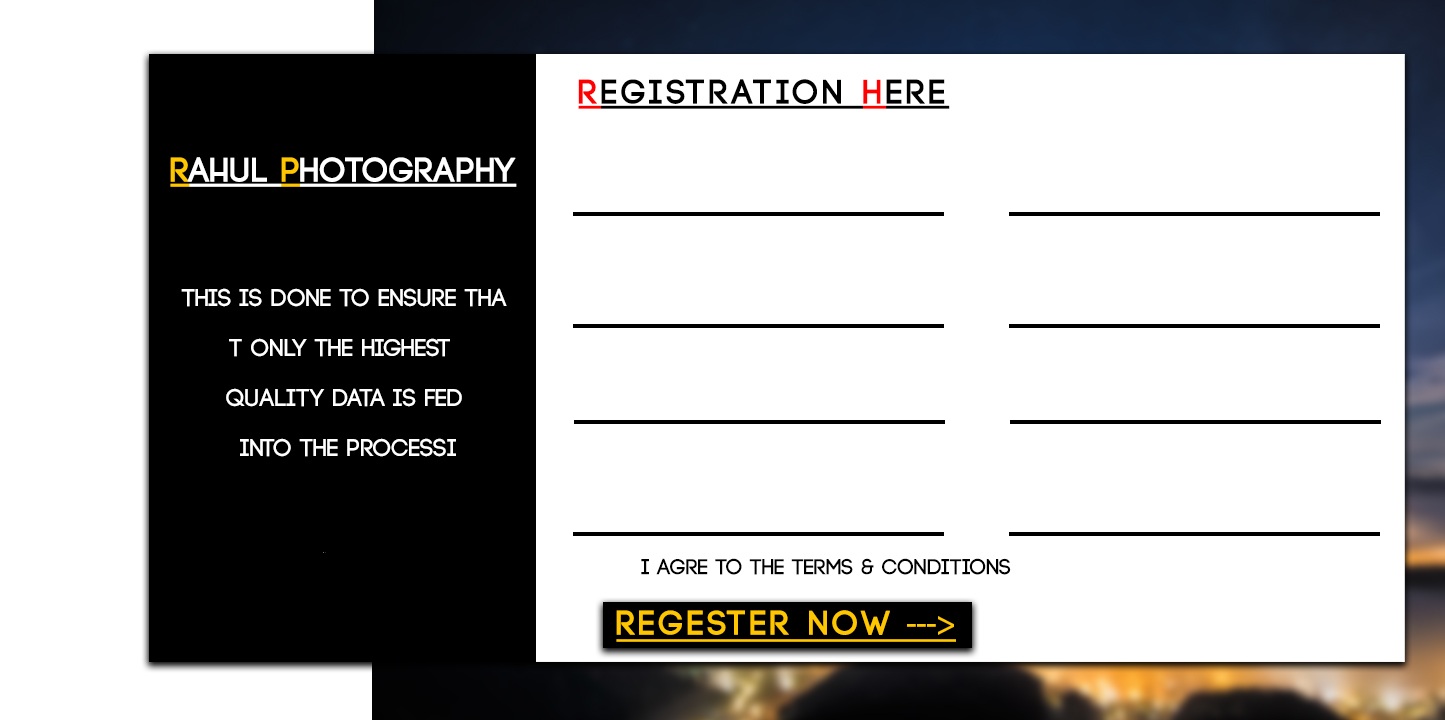 RAHUL PHOTOGRAPHY
THIS IS DONE TO ENSURE THA
T ONLY THE HIGHEST
QUALITY DATA IS FED
INTO THE PROCESSI
REGISTRATION HERE
I AGRE TO THE TERMS & CONDITIONS
REGESTER NOW --->